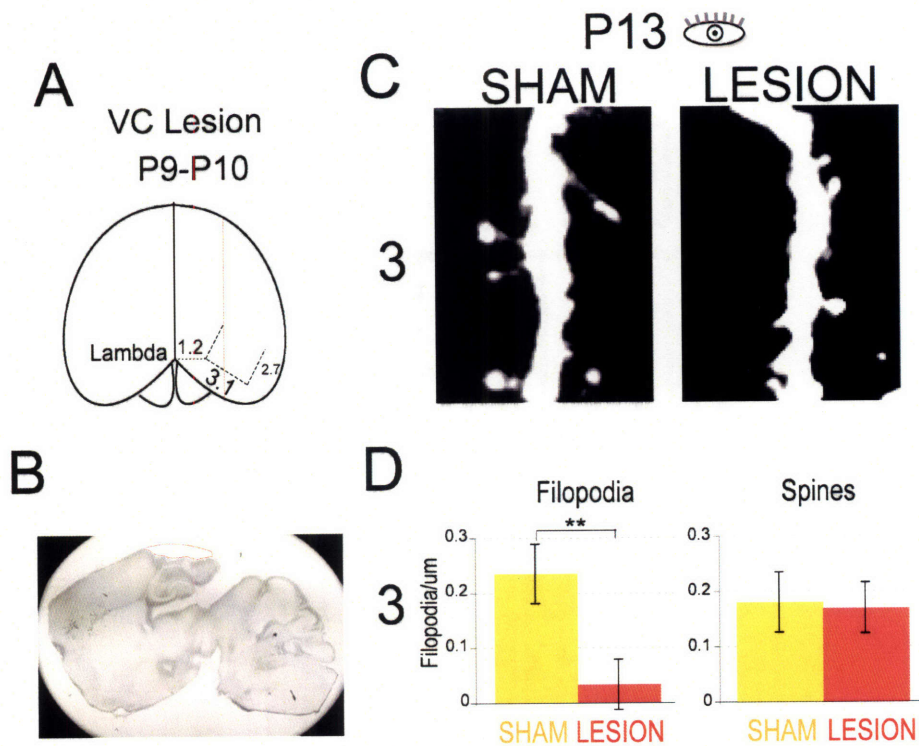 P13
A
VC Lesion
P9-P10
Lambda
1.2
3.1
2.7
B
C
SHAM
LESION
3
D
3
Filopodia
Filopodia/um
0.3
0.2
0.1
0
**
SHAM LESION
Spines
0.3
0.2
0.1
0
SHAM LESION